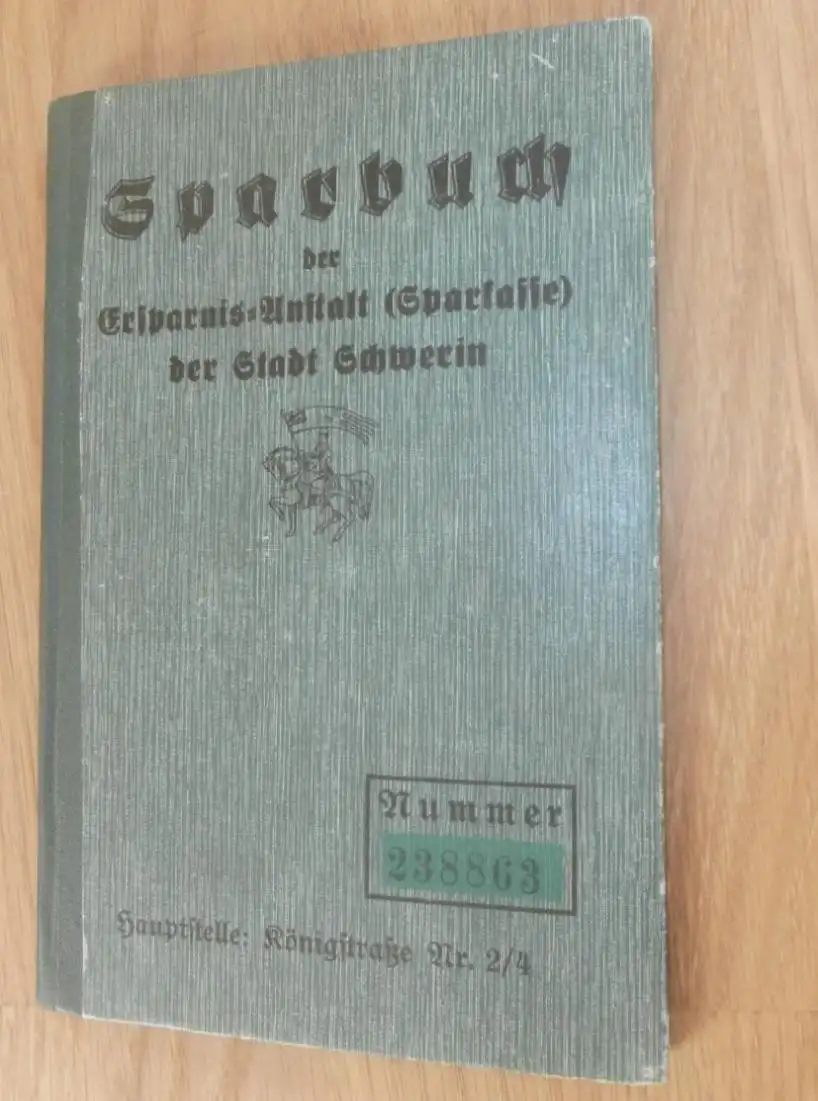 Sparbuch
der
Ersparnis-Anstalt (Sparkasse)
der Stadt Schwerin
Nummer
238863
Hauptstelle: Königstraße Nr. 2/4